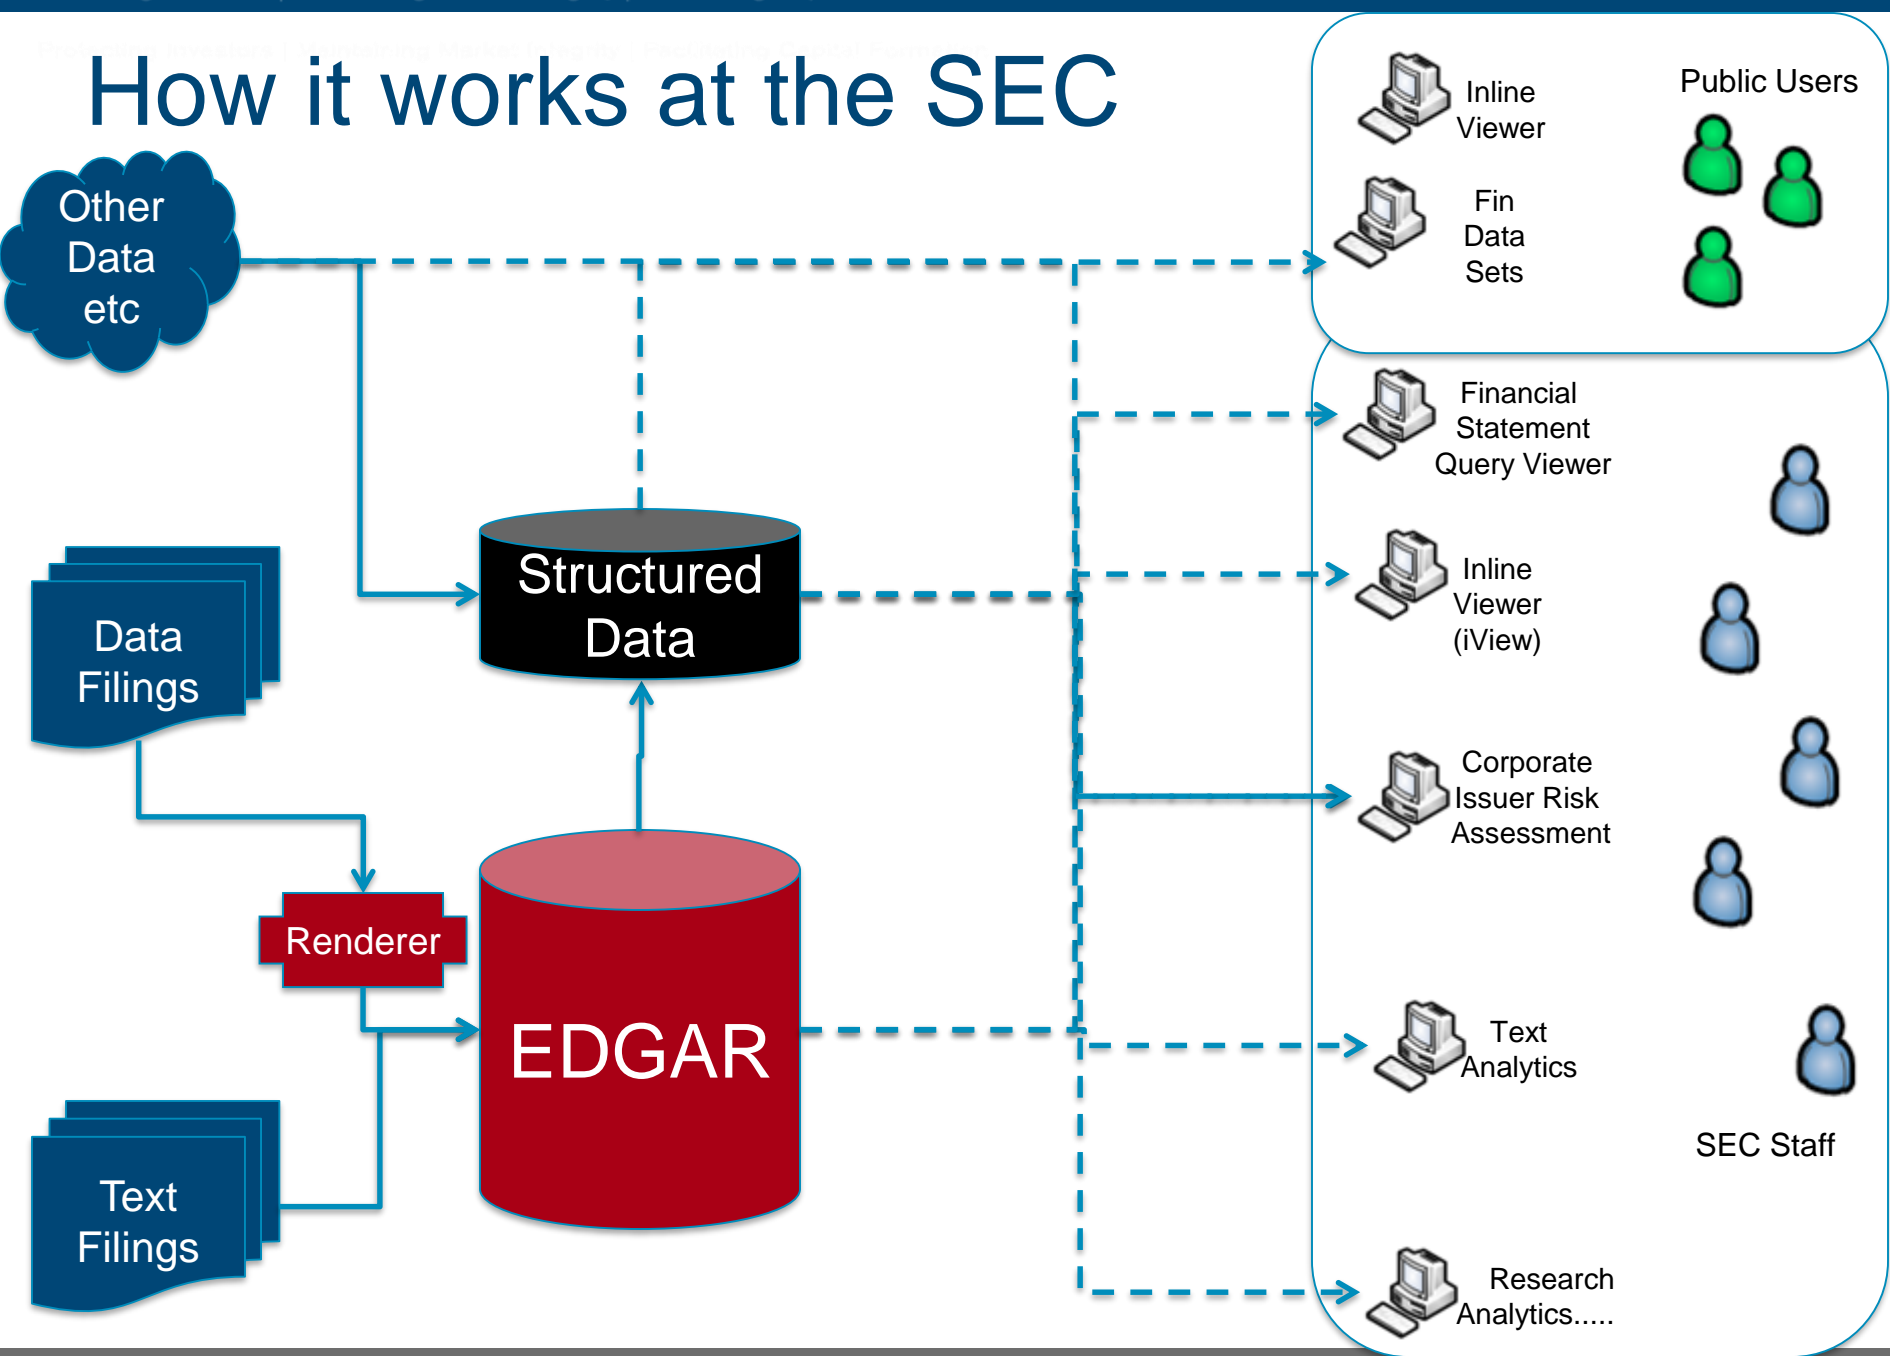 How it works at the SEC
Other
Data
etc
Data
Filings
Renderer
Text
Filings
Structured
Data
EDGAR
Inline
Viewer
Public Users
Fin
Data
Sets
Financial
Statement
Query Viewer
Inline
Viewer
(iView)
Corporate
Issuer Risk
Assessment
Text
Analytics
SEC Staff
Research
Analytics.....